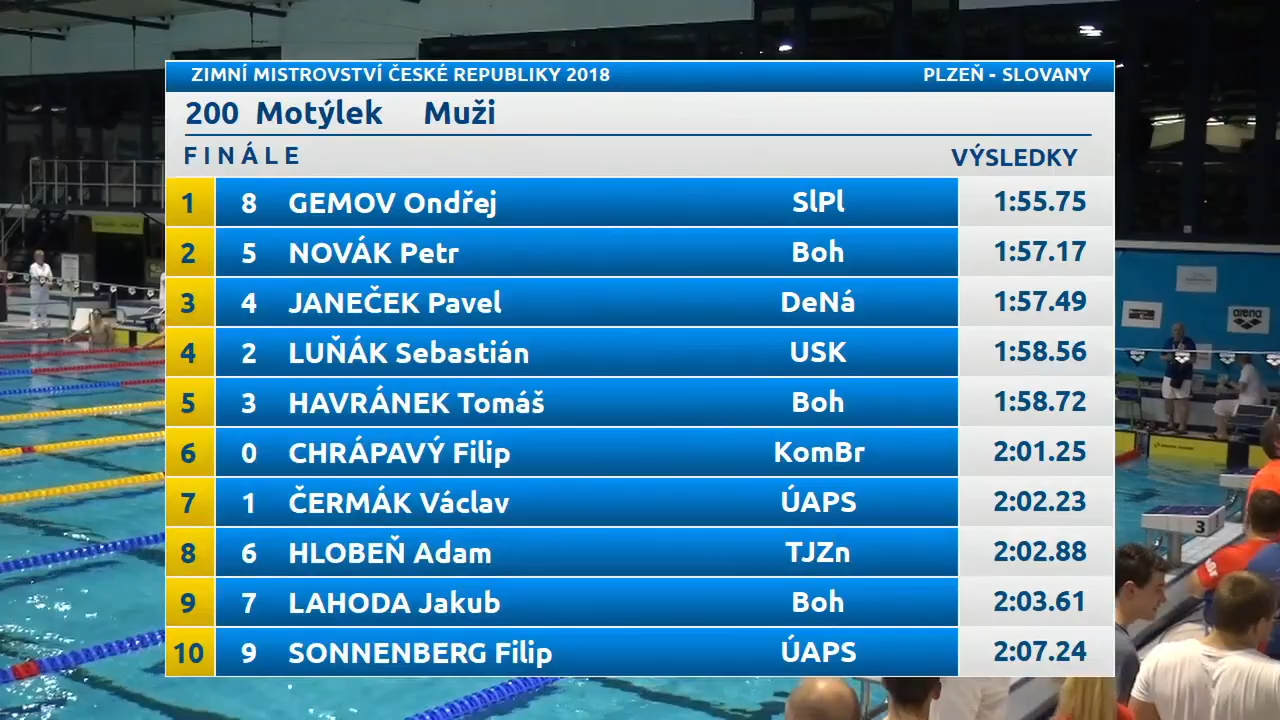 ZIMNÍ MISTROVSTVÍ ČESKÉ REPUBLIKY 2018 PLZEŇ - SLOVANY
200 Motýlek Muži
FINÁLE VÝSLEDKY
1 8 GEMOV Ondřej SlPl 1:55.75
2 5 NOVÁK Petr Boh 1:57.17
3 4 JANEČEK Pavel DeNá 1:57.49
4 2 LUŇÁK Sebastián USK 1:58.56
5 3 HAVRÁNEK Tomáš Boh 1:58.72
6 0 CHRÁPAVÝ Filip KomBr 2:01.25
7 1 ČERMÁK Václav ÚAPS 2:02.23
8 6 HLOBEŇ Adam TJZn 2:02.88
9 7 LAHODA Jakub Boh 2:03.61
10 9 SONNENBERG Filip ÚAPS 2:07.24
arena
3